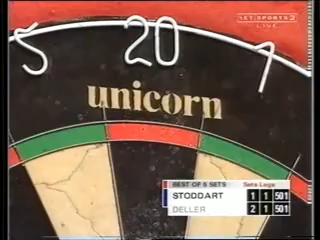 SKY SPORTS 2
LIVE
5 20 1
unicorn
BEST OF 5 SETS Sets Legs
STODDART 1 1 501
DELLER 2 1 501